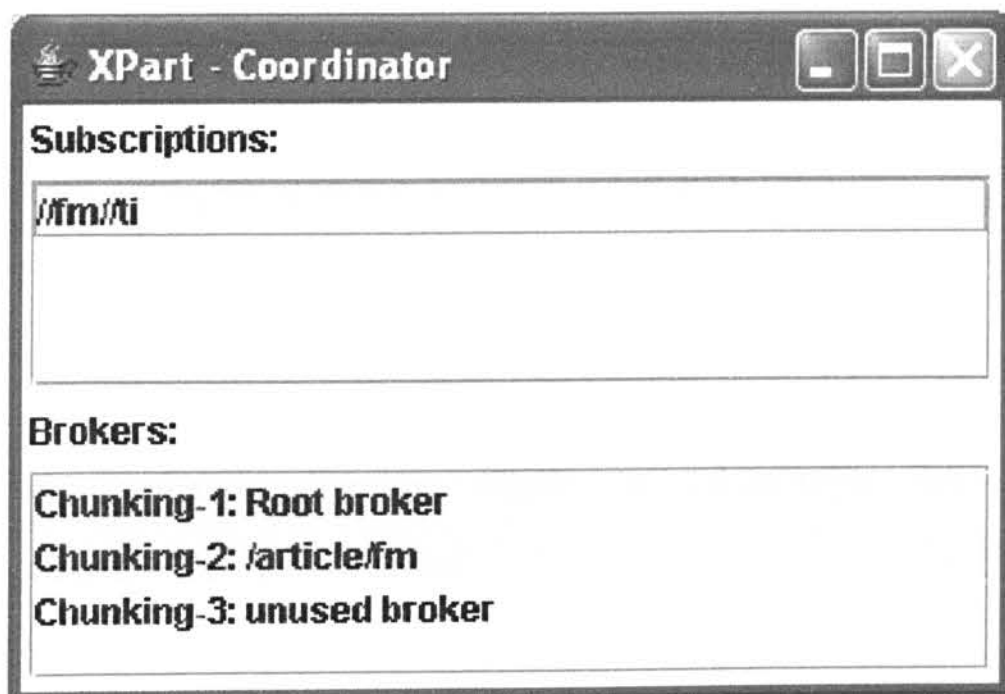 XPart - Coordinator
Subscriptions:
//fm//ti
Brokers:
Chunking-1: Root broker
Chunking-2: /article/fm
Chunking-3: unused broker